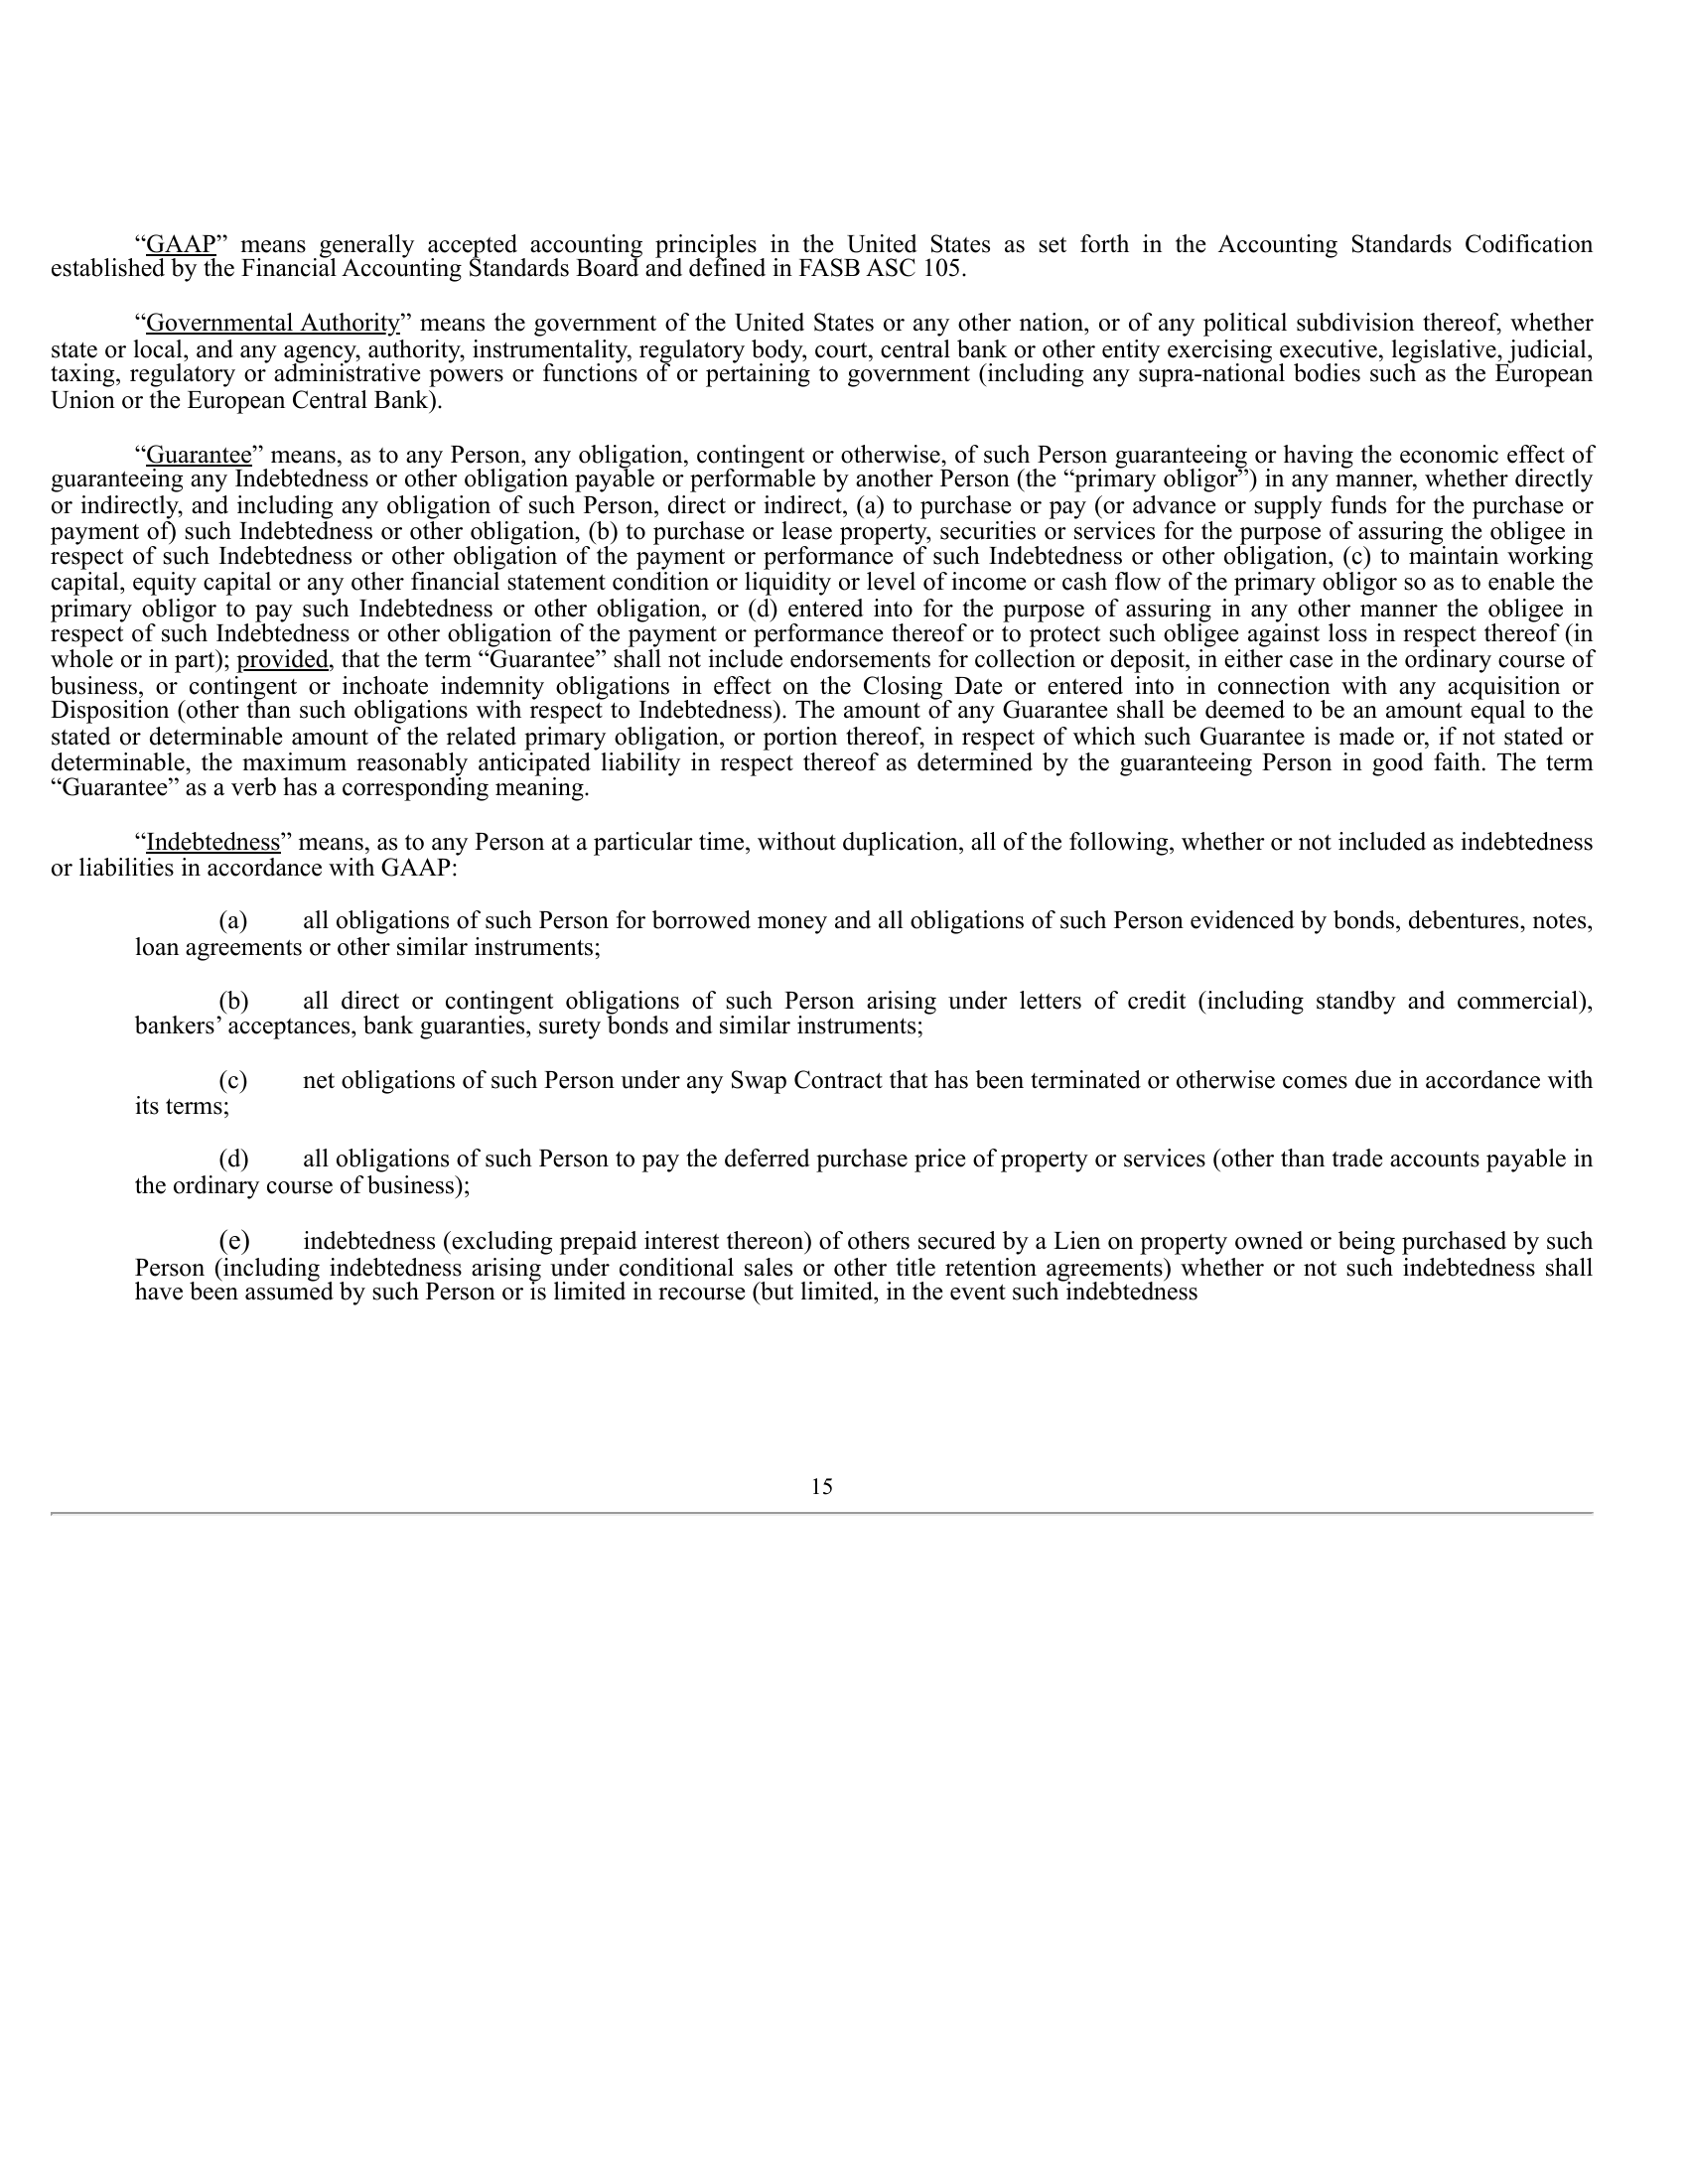 “GAAP” means generally accepted accounting principles in the United States as set forth in the Accounting Standards Codification
established by the Financial Accounting Standards Board and defined in FASB ASC 105.
“Governmental Authority” means the government of the United States or any other nation, or of any political subdivision thereof, whether
state or local, and any agency, authority, instrumentality, regulatory body, court, central bank or other entity exercising executive, legislative, judicial,
taxing, regulatory or administrative powers or functions of or pertaining to government (including any supra-national bodies such as the European
Union or the European Central Bank).
“Guarantee” means, as to any Person, any obligation, contingent or otherwise, of such Person guaranteeing or having the economic effect of
guaranteeing any Indebtedness or other obligation payable or performable by another Person (the “primary obligor”) in any manner, whether directly
or indirectly, and including any obligation of such Person, direct or indirect, (a) to purchase or pay (or advance or supply funds for the purchase or
payment of) such Indebtedness or other obligation, (b) to purchase or lease property, securities or services for the purpose of assuring the obligee in
respect of such Indebtedness or other obligation of the payment or performance of such Indebtedness or other obligation, (c) to maintain working
capital, equity capital or any other financial statement condition or liquidity or level of income or cash flow of the primary obligor so as to enable the
primary obligor to pay such Indebtedness or other obligation, or (d) entered into for the purpose of assuring in any other manner the obligee in
respect of such Indebtedness or other obligation of the payment or performance thereof or to protect such obligee against loss in respect thereof (in
whole or in part); provided, that the term “Guarantee” shall not include endorsements for collection or deposit, in either case in the ordinary course of
business, or contingent or inchoate indemnity obligations in effect on the Closing Date or entered into in connection with any acquisition or
Disposition (other than such obligations with respect to Indebtedness). The amount of any Guarantee shall be deemed to be an amount equal to the
stated or determinable amount of the related primary obligation, or portion thereof, in respect of which such Guarantee is made or, if not stated or
determinable, the maximum reasonably anticipated liability in respect thereof as determined by the guaranteeing Person in good faith. The term
“Guarantee” as a verb has a corresponding meaning.
“Indebtedness” means, as to any Person at a particular time, without duplication, all of the following, whether or not included as indebtedness
or liabilities in accordance with GAAP:
(a) all obligations of such Person for borrowed money and all obligations of such Person evidenced by bonds, debentures, notes,
loan agreements or other similar instruments;
(b) all direct or contingent obligations of such Person arising under letters of credit (including standby and commercial),
bankers’ acceptances, bank guaranties, surety bonds and similar instruments;
(c) net obligations of such Person under any Swap Contract that has been terminated or otherwise comes due in accordance with
its terms;
(d) all obligations of such Person to pay the deferred purchase price of property or services (other than trade accounts payable in
the ordinary course of business);
(e) indebtedness (excluding prepaid interest thereon) of others secured by a Lien on property owned or being purchased by such
Person (including indebtedness arising under conditional sales or other title retention agreements) whether or not such indebtedness shall
have been assumed by such Person or is limited in recourse (but limited, in the event such indebtedness
15